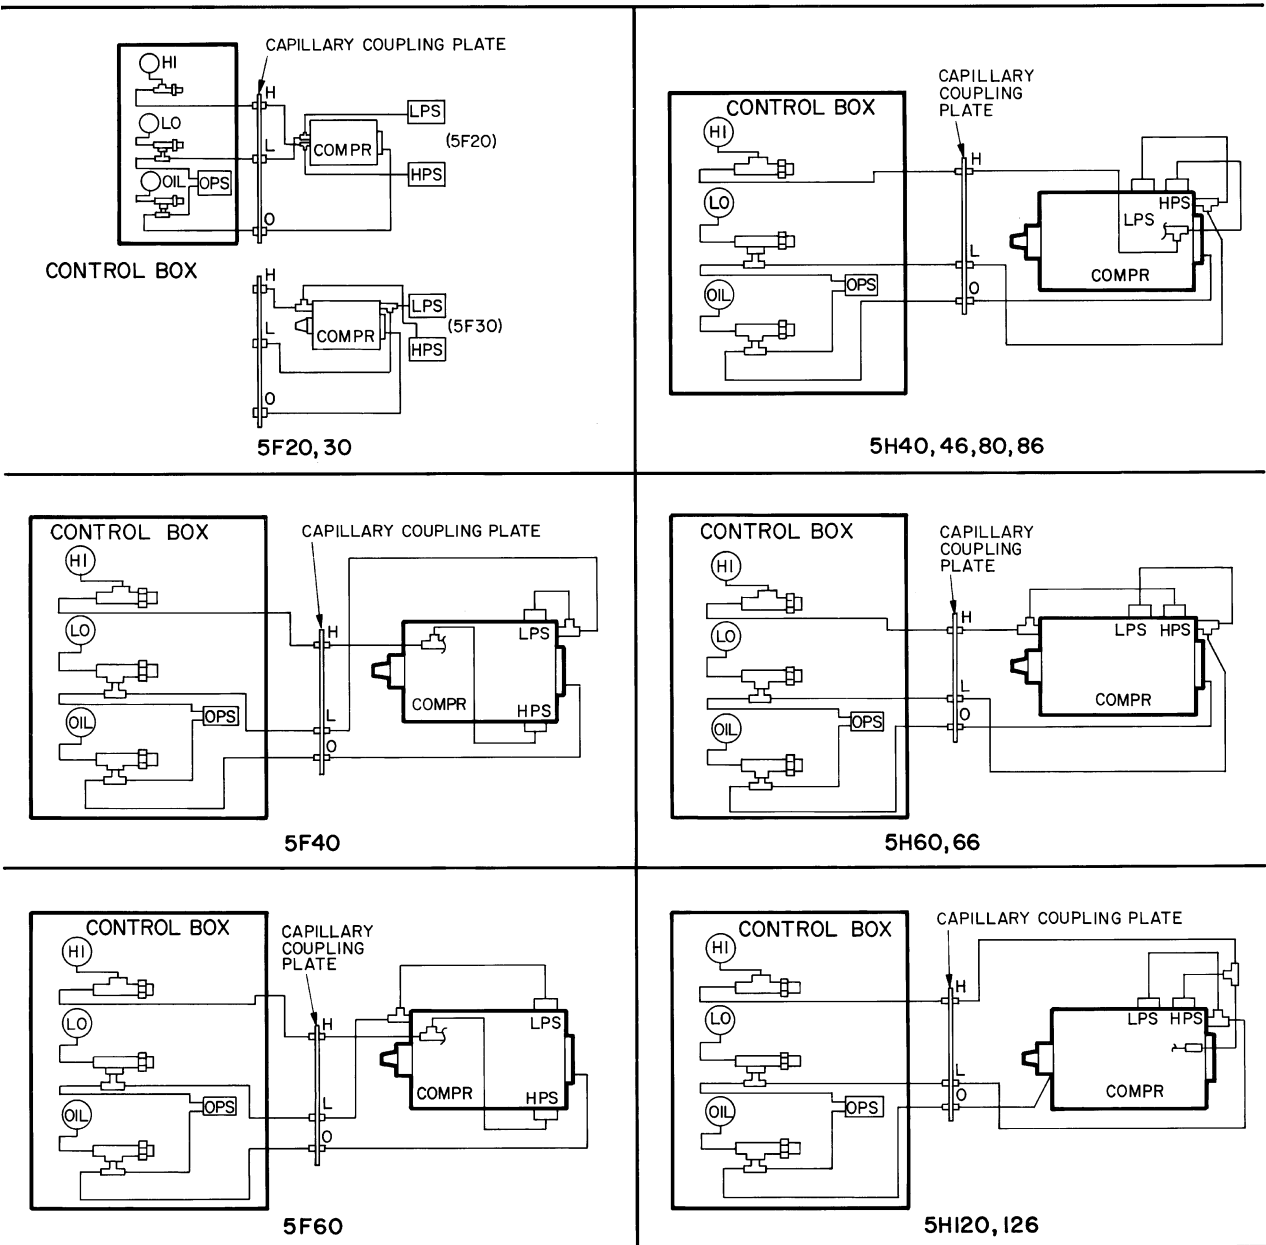 CAPILLARY COUPLING PLATE
HI
H
LO
LPS
(5F20)
L
COMPR
OIL
OPS
HPS
O
CONTROL BOX
H
LPS
(5F30)
L
COMPR
HPS
O
5F20,30
CONTROL BOX
CAPILLARY
COUPLING
PLATE
HI
H
LO
HPS
LPS
L
COMPR
OIL
OPS
O
5H40,46,80,86
CONTROL BOX
CAPILLARY COUPLING PLATE
HI
LO
H
LPS
COMPR
HPS
OIL
OPS
L
O
5F40
CONTROL BOX
CAPILLARY
COUPLING
PLATE
HI
H
LO
LPS
HPS
L
COMPR
OIL
OPS
O
5H60,66
CONTROL BOX
CAPILLARY
COUPLING
PLATE
HI
LO
H
LPS
COMPR
HPS
OIL
OPS
L
O
5F60
CONTROL BOX
CAPILLARY COUPLING PLATE
HI
H
LO
LPS
HPS
L
COMPR
OIL
OPS
O
5H120,126